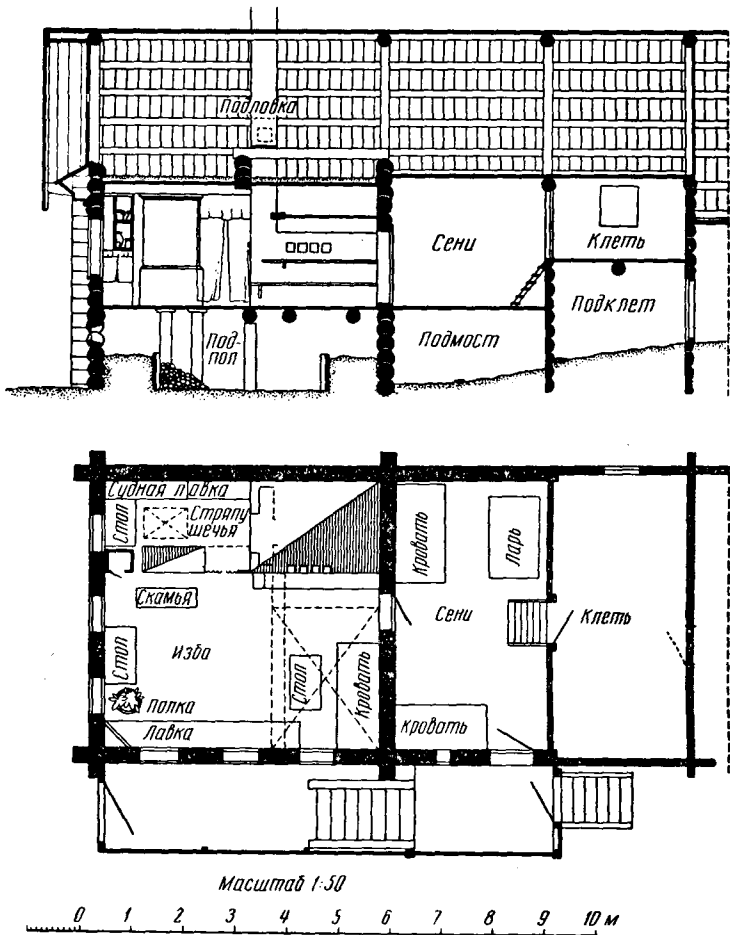 Подловка
Сени
Клеть
Под-
пол
Подмост
Подклет
Судная лавка
Стол
Стряпу
шечья
Кровать
Ларь
Скамья
Сени
Клеть
Изба
Стол
Стол
Кровать
Полка
Лавка
кровать
Масштаб 1:50
0 1 2 3 4 5 6 7 8 9 10 м